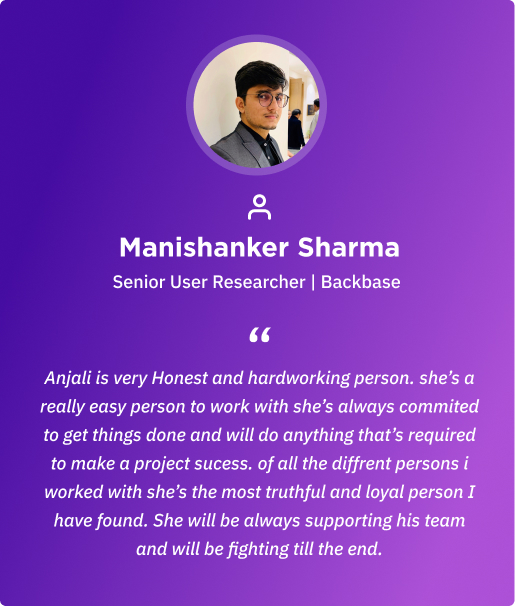 Manishanker Sharma
Senior User Researcher | Backbase
“
Anjali is very Honest and hardworking person. she’s a
really easy person to work with she’s always commited
to get things done and will do anything that’s required
to make a project sucess. of all the diffrent persons i
worked with she’s the most truthful and loyal person I
have found. She will be always supporting his team
and will be fighting till the end.